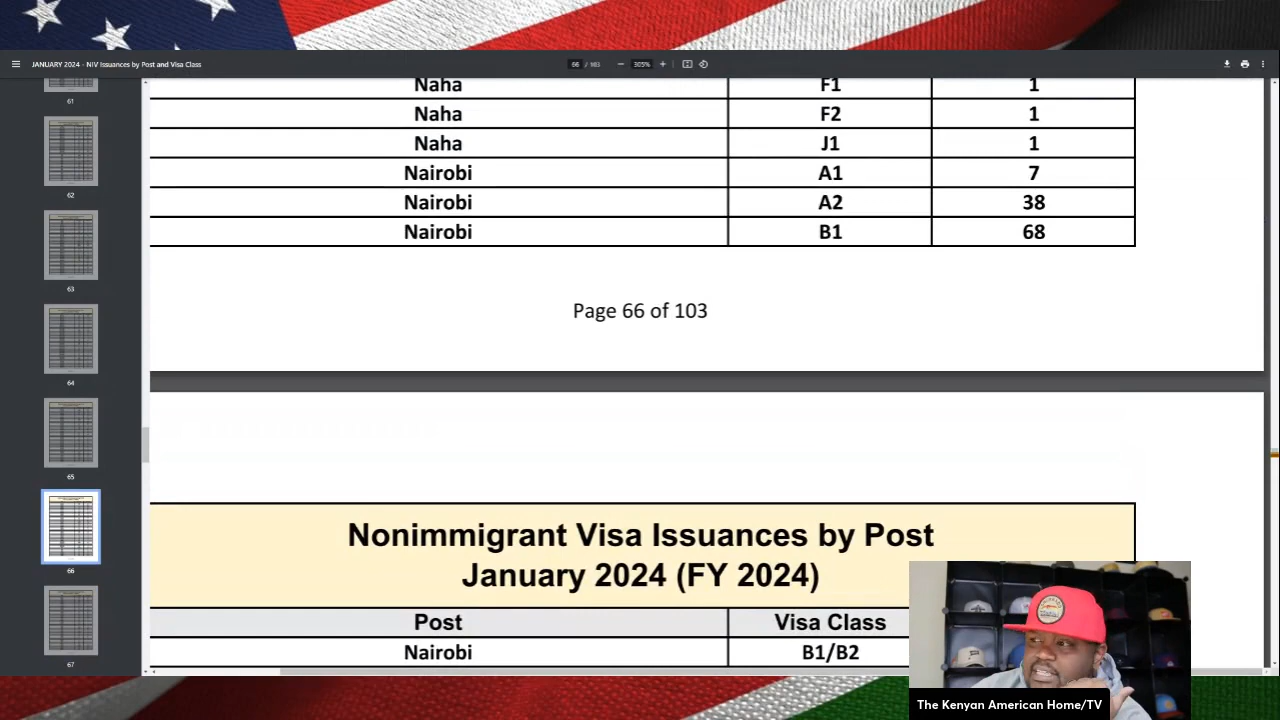 JANUARY 2024 - NIV Issuances by Post and Visa Class
66 / 103
305%
61
62
63
64
65
66
67
Naha F1 1
Naha F2 1
Naha J1 1
Nairobi A1 7
Nairobi A2 38
Nairobi B1 68
Page 66 of 103
Nonimmigrant Visa Issuances by Post
January 2024 (FY 2024)
Post Visa Class
Nairobi B1/B2
The Kenyan American Home/TV